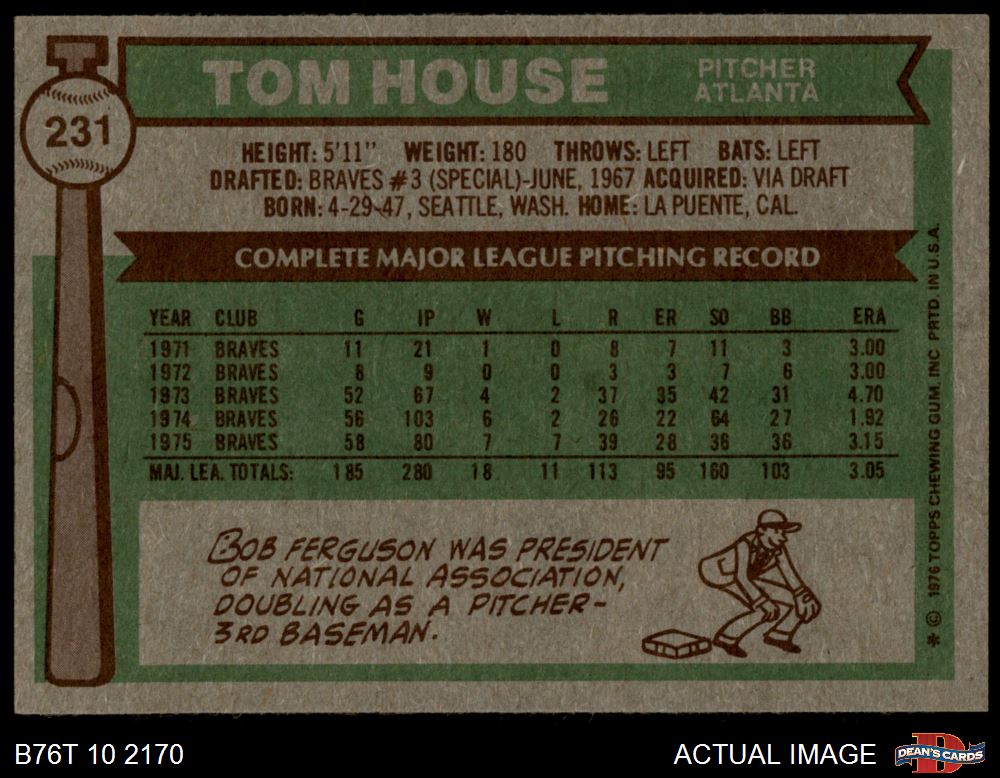 TOM HOUSE
PITCHER
ATLANTA
231
HEIGHT: 5'11" WEIGHT: 180 THROWS: LEFT BATS: LEFT
DRAFTED: BRAVES #3 (SPECIAL)-JUNE, 1967 ACQUIRED: VIA DRAFT
BORN: 4-29-47, SEATTLE, WASH. HOME: LA PUENTE, CAL.
COMPLETE MAJOR LEAGUE PITCHING RECORD
YEAR CLUB G IP W L R ER SO BB ERA
1971 BRAVES 11 21 1 0 8 7 11 3 3.00
1972 BRAVES 8 9 0 0 3 3 7 6 3.00
1973 BRAVES 52 67 4 2 37 35 42 31 4.70
1974 BRAVES 56 103 6 2 26 22 64 27 1.92
1975 BRAVES 58 80 7 7 39 28 36 36 3.15
MAJ. LEA. TOTALS: 185 280 18 11 113 95 160 103 3.05
BOB FERGUSON WAS PRESIDENT
OF NATIONAL ASSOCIATION,
DOUBLING AS A PITCHER-
3RD BASEMAN.
* © 1976 TOPPS CHEWING GUM, INC PRTD. IN U.S.A.
B76T 10 2170
ACTUAL IMAGE
DEAN'S CARDS